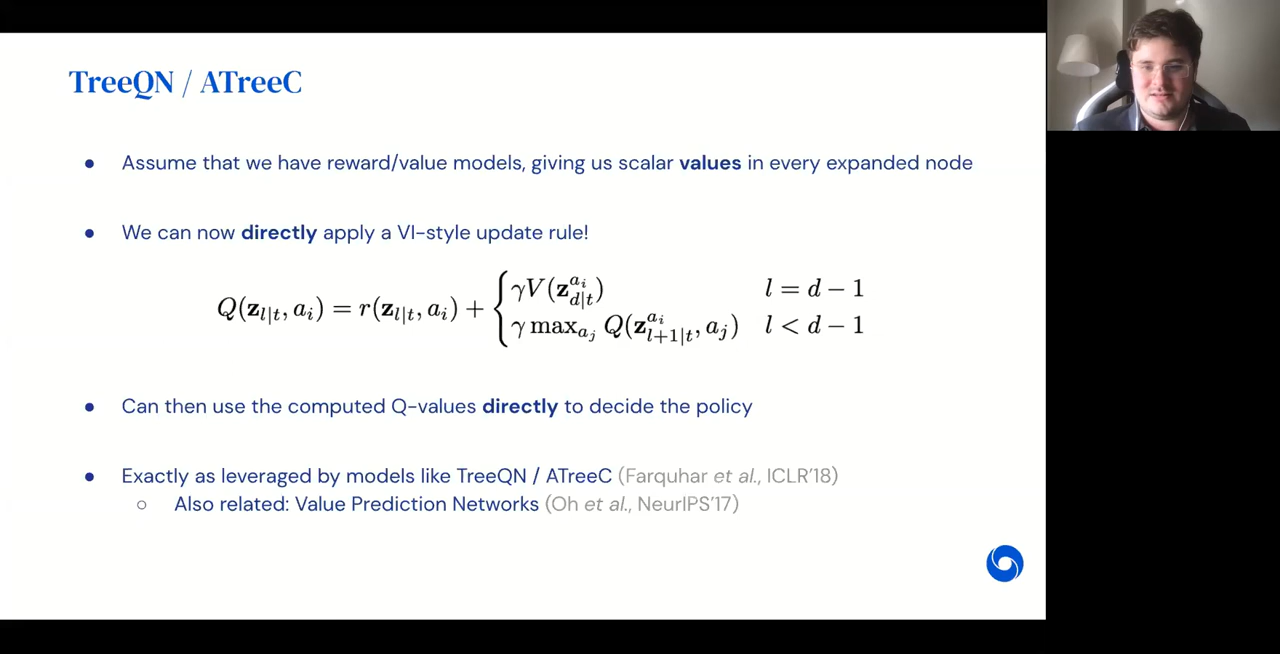 TreeQN / ATreeC
● Assume that we have reward/value models, giving us scalar values in every expanded node
● We can now directly apply a VI-style update rule!
Q(𝐳_{l|t}, a_i) = r(𝐳_{l|t}, a_i) + { γV(𝐳^{a_i}_{d|t})   l = d − 1
γ max_{a_j} Q(𝐳^{a_i}_{l+1|t}, a_j)   l < d − 1
● Can then use the computed Q-values directly to decide the policy
● Exactly as leveraged by models like TreeQN / ATreeC (Farquhar et al., ICLR'18)
○ Also related: Value Prediction Networks (Oh et al., NeurIPS'17)